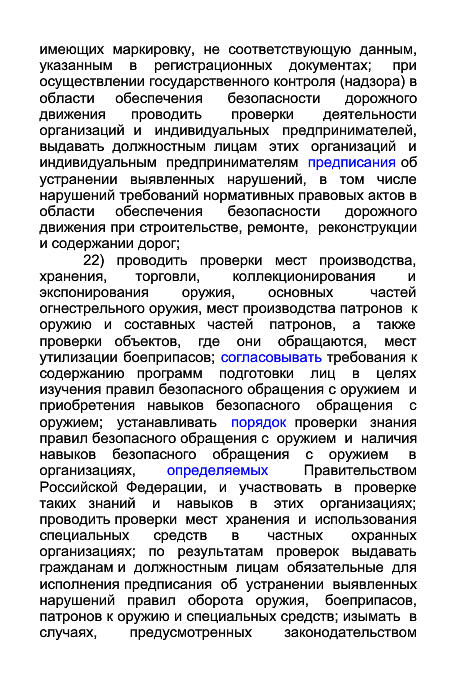 имеющих маркировку, не соответствующую данным,
указанным в регистрационных документах; при
осуществлении государственного контроля (надзора) в
области обеспечения безопасности дорожного
движения проводить проверки деятельности
организаций и индивидуальных предпринимателей,
выдавать должностным лицам этих организаций и
индивидуальным предпринимателям предписания об
устранении выявленных нарушений, в том числе
нарушений требований нормативных правовых актов в
области обеспечения безопасности дорожного
движения при строительстве, ремонте, реконструкции
и содержании дорог;
22) проводить проверки мест производства,
хранения, торговли, коллекционирования и
экспонирования оружия, основных частей
огнестрельного оружия, мест производства патронов к
оружию и составных частей патронов, а также
проверки объектов, где они обращаются, мест
утилизации боеприпасов; согласовывать требования к
содержанию программ подготовки лиц в целях
изучения правил безопасного обращения с оружием и
приобретения навыков безопасного обращения с
оружием; устанавливать порядок проверки знания
правил безопасного обращения с оружием и наличия
навыков безопасного обращения с оружием в
организациях, определяемых Правительством
Российской Федерации, и участвовать в проверке
таких знаний и навыков в этих организациях;
проводить проверки мест хранения и использования
специальных средств в частных охранных
организациях; по результатам проверок выдавать
гражданам и должностным лицам обязательные для
исполнения предписания об устранении выявленных
нарушений правил оборота оружия, боеприпасов,
патронов к оружию и специальных средств; изымать в
случаях, предусмотренных законодательством